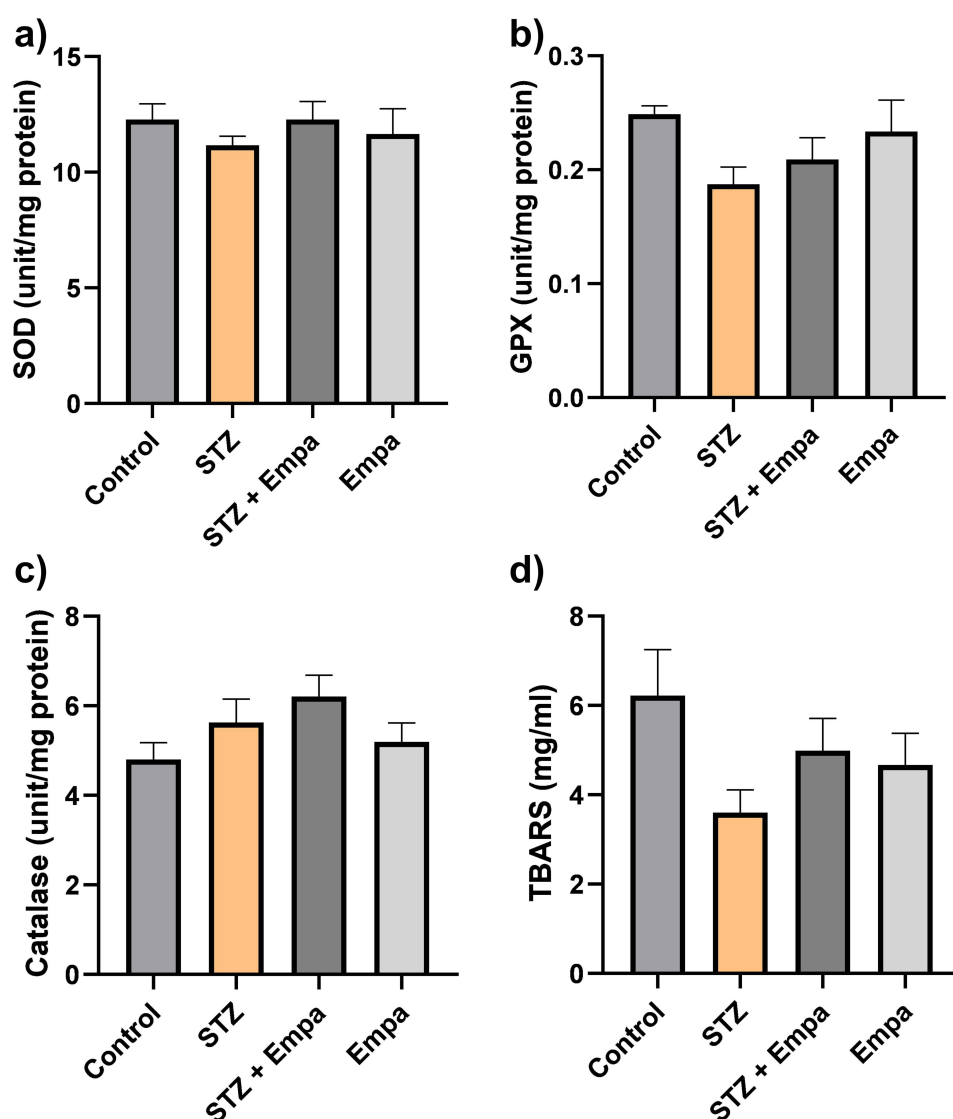 a)
SOD (unit/mg protein)
15
10
5
0
Control
STZ
STZ + Empa
Empa
b)
GPX (unit/mg protein)
0.3
0.2
0.1
0.0
Control
STZ
STZ + Empa
Empa
c)
Catalase (unit/mg protein)
8
6
4
2
0
Control
STZ
STZ + Empa
Empa
d)
TBARS (mg/ml)
8
6
4
2
0
Control
STZ
STZ + Empa
Empa